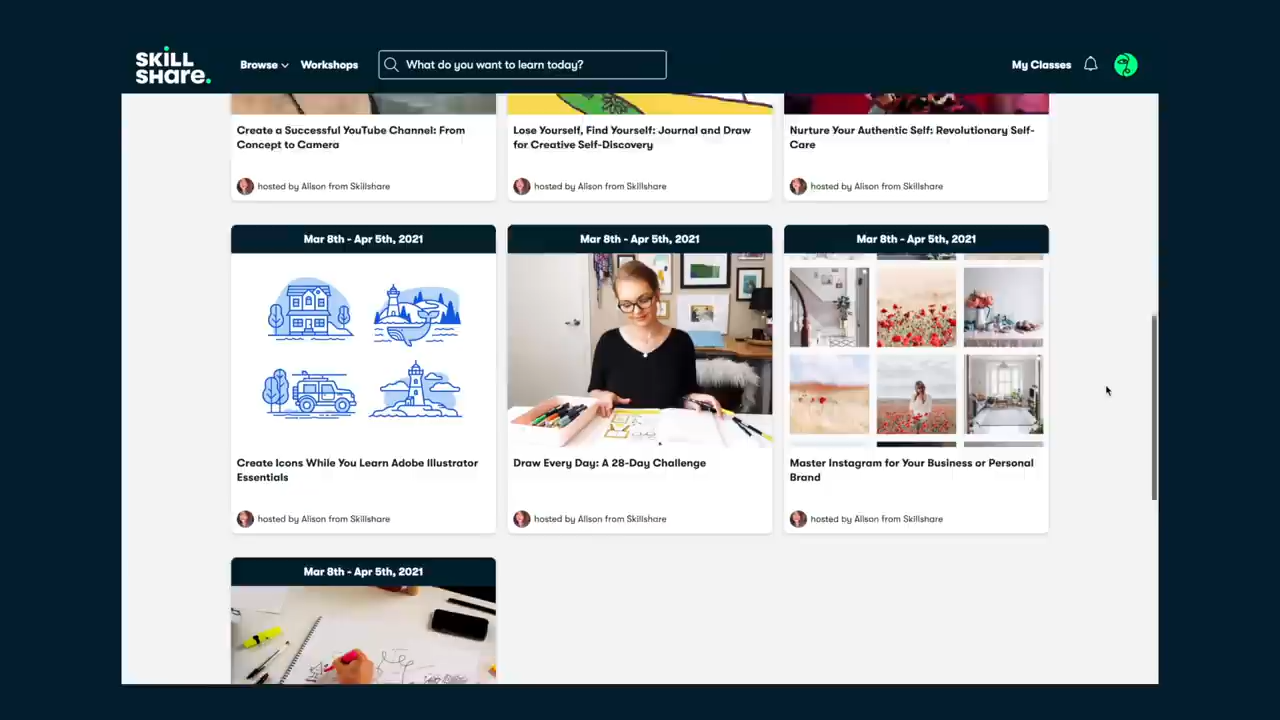 SKILL
SHare.
Browse
Workshops
What do you want to learn today?
My Classes
Create a Successful YouTube Channel: From
Concept to Camera
hosted by Alison from Skillshare
Lose Yourself, Find Yourself: Journal and Draw
for Creative Self-Discovery
hosted by Alison from Skillshare
Nurture Your Authentic Self: Revolutionary Self-
Care
hosted by Alison from Skillshare
Mar 8th - Apr 5th, 2021
Create Icons While You Learn Adobe Illustrator
Essentials
hosted by Alison from Skillshare
Mar 8th - Apr 5th, 2021
Draw Every Day: A 28-Day Challenge
hosted by Alison from Skillshare
Mar 8th - Apr 5th, 2021
Master Instagram for Your Business or Personal
Brand
hosted by Alison from Skillshare
Mar 8th - Apr 5th, 2021